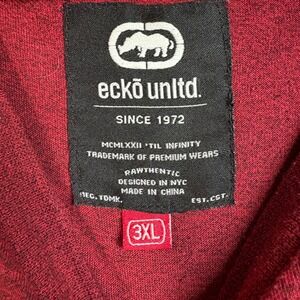 eckō unltd.
SINCE 1972
MCMLXXII 'TIL INFINITY
TRADEMARK OF PREMIUM WEARS
RAWTHENTIC
DESIGNED IN NYC
MADE IN CHINA
REG. TDMK. EST. CST.
3XL